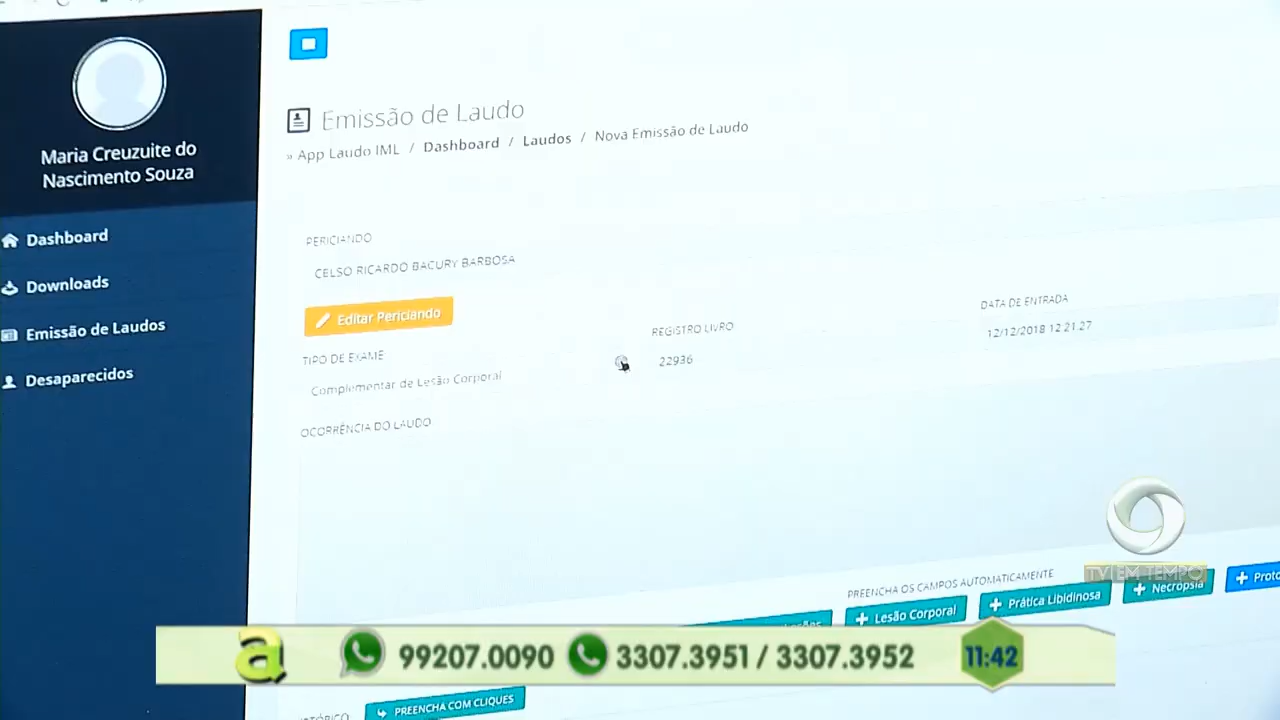 Maria Creuzuite do
Nascimento Souza
Dashboard
Downloads
Emissão de Laudos
Desaparecidos
Emissão de Laudo
» App Laudo IML / Dashboard / Laudos / Nova Emissão de Laudo
PERICIANDO
CELSO RICARDO BACURY BARBOSA
Editar Periciando
TIPO DE EXAME
Complementar de Lesão Corporal
REGISTRO LIVRO
22936
DATA DE ENTRADA
12/12/2018 12:21:27
OCORRÊNCIA DO LAUDO
PREENCHA OS CAMPOS AUTOMATICAMENTE
+ Lesão Corporal
+ Prática Libidinosa
+ Necropsia
+ Proto
TV EM TEMPO
a 99207.0090 3307.3951 / 3307.3952 11:42
PREENCHA COM CLIQUES